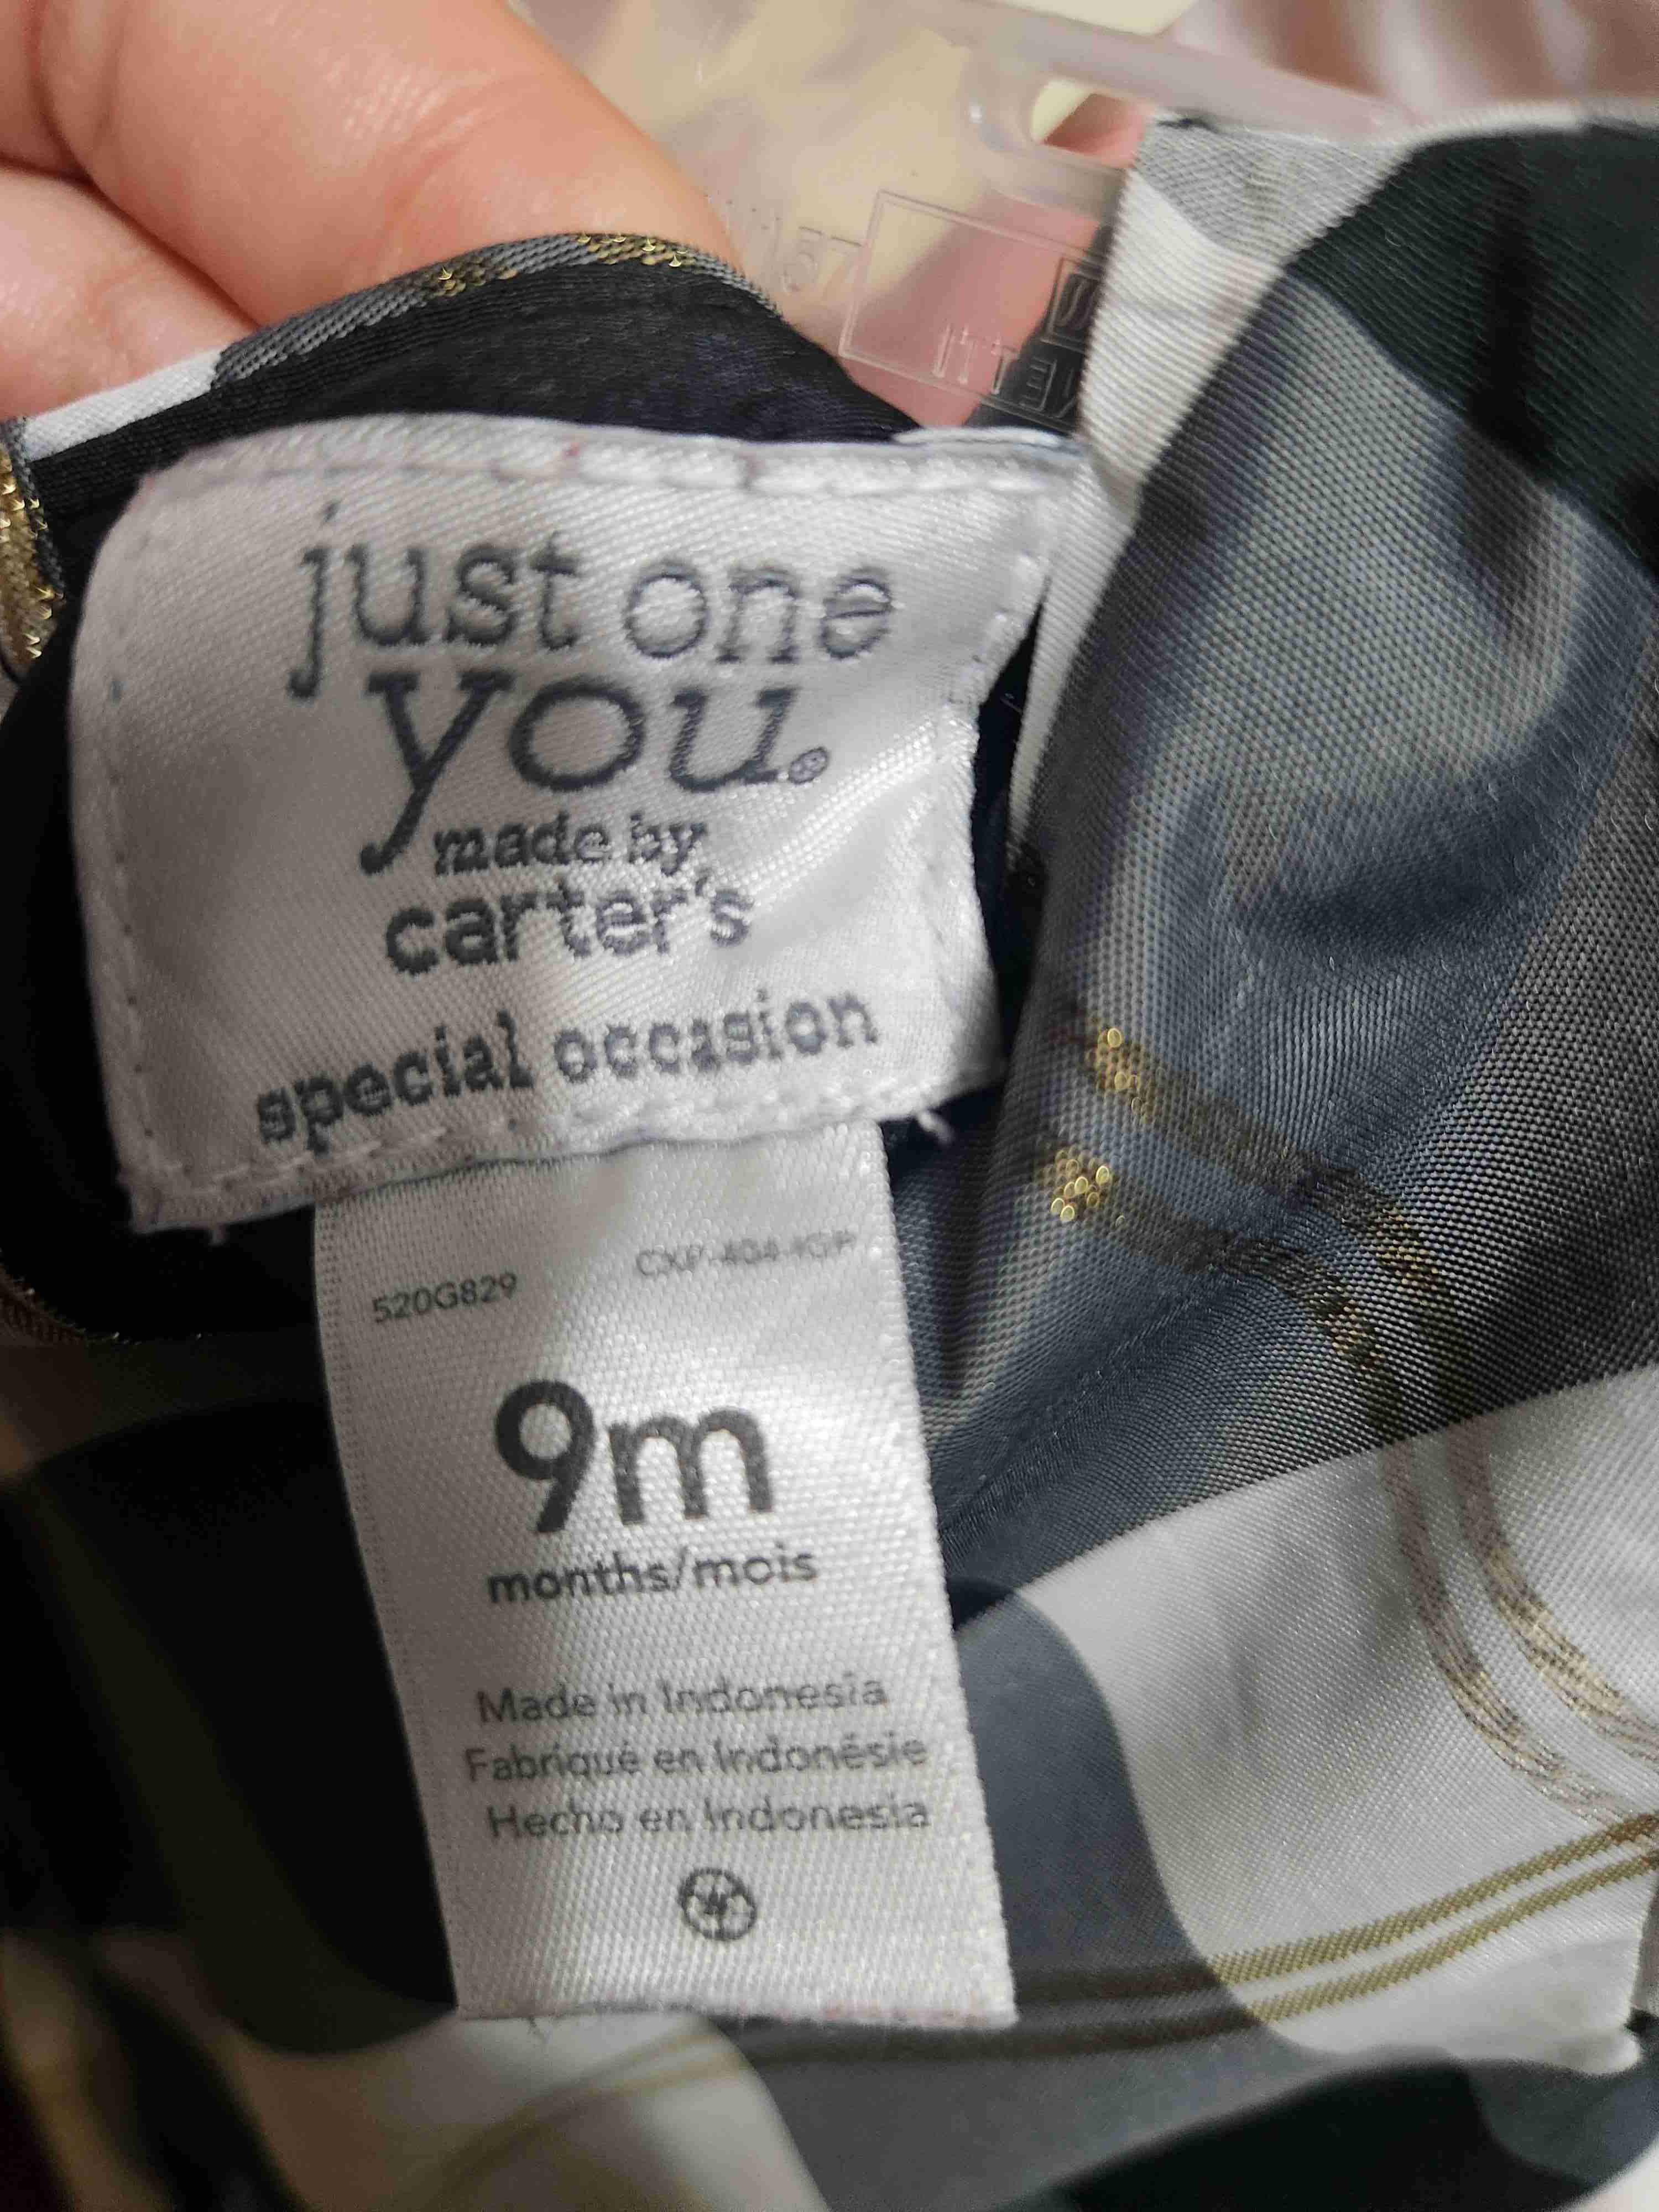 just one
you®
made by
carter's
special occasion
520G829
9m
months/mois
Made in Indonesia
Fabriqué en Indonésie
Hecho en Indonesia